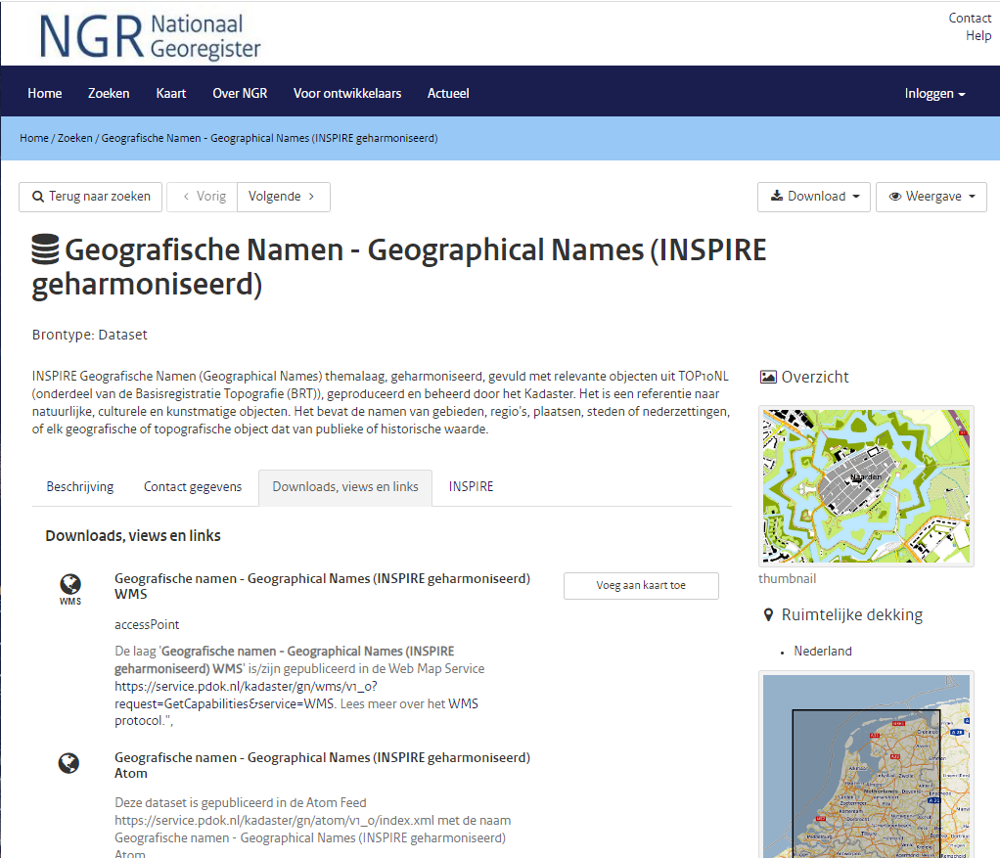 NGR Nationaal
Georegister
Contact
Help
Home Zoeken Kaart Over NGR Voor ontwikkelaars Actueel Inloggen
Home / Zoeken / Geografische Namen - Geographical Names (INSPIRE geharmoniseerd)
Terug naar zoeken Vorig Volgende Download Weergave
Geografische Namen - Geographical Names (INSPIRE
geharmoniseerd)
Brontype: Dataset
INSPIRE Geografische Namen (Geographical Names) themalaag, geharmoniseerd, gevuld met relevante objecten uit TOP10NL
(onderdeel van de Basisregistratie Topografie (BRT)), geproduceerd en beheerd door het Kadaster. Het is een referentie naar
natuurlijke, culturele en kunstmatige objecten. Het bevat de namen van gebieden, regio's, plaatsen, steden of nederzettingen,
of elk geografische of topografische object dat van publieke of historische waarde.
Beschrijving Contact gegevens Downloads, views en links INSPIRE
Downloads, views en links
WMS
Geografische namen - Geographical Names (INSPIRE geharmoniseerd)
WMS
Voeg aan kaart toe
accessPoint
De laag 'Geografische namen - Geographical Names (INSPIRE
geharmoniseerd) WMS' is/zijn gepubliceerd in de Web Map Service
https://service.pdok.nl/kadaster/gn/wms/v1_0?
request=GetCapabilities&service=WMS. Lees meer over het WMS
protocol.",
Geografische namen - Geographical Names (INSPIRE geharmoniseerd)
Atom
Deze dataset is gepubliceerd in de Atom Feed
https://service.pdok.nl/kadaster/gn/atom/v1_0/index.xml met de naam
Geografische namen - Geographical Names (INSPIRE geharmoniseerd)
Atom
Overzicht
Naarden
thumbnail
Ruimtelijke dekking
Nederland